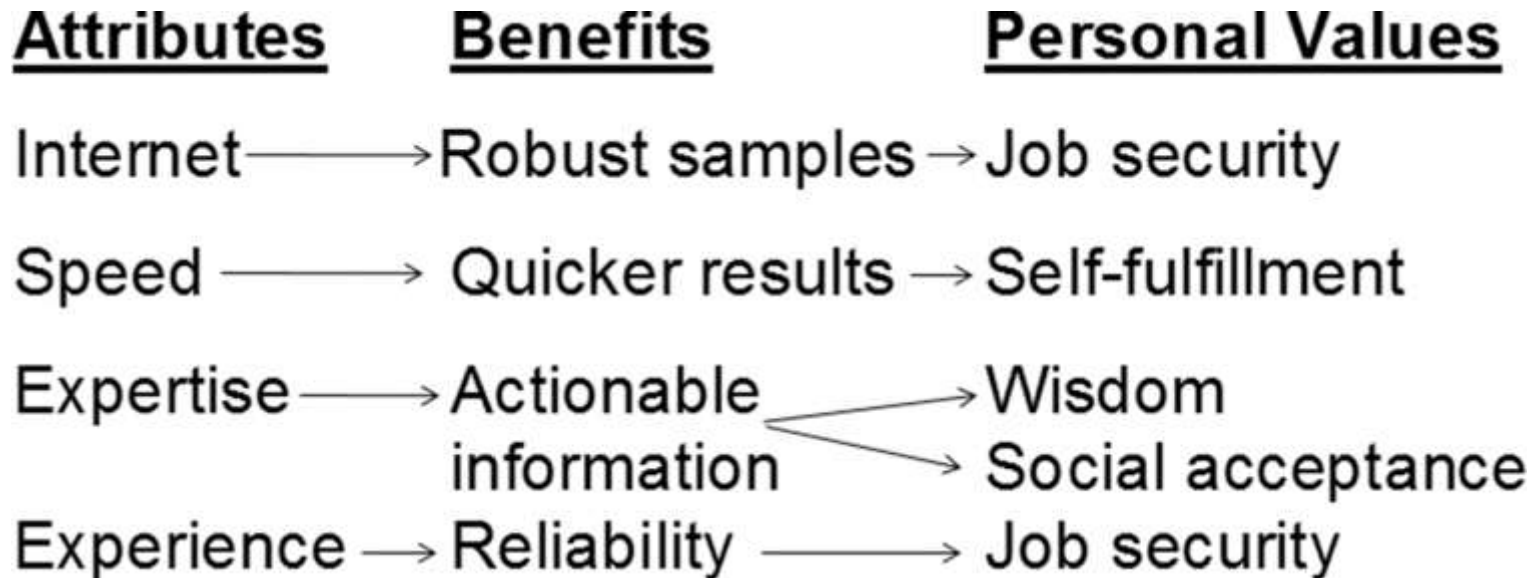 Attributes Benefits Personal Values
Internet Robust samples Job security
Speed Quicker results Self-fulfillment
Expertise Actionable Wisdom
information Social acceptance
Experience Reliability Job security